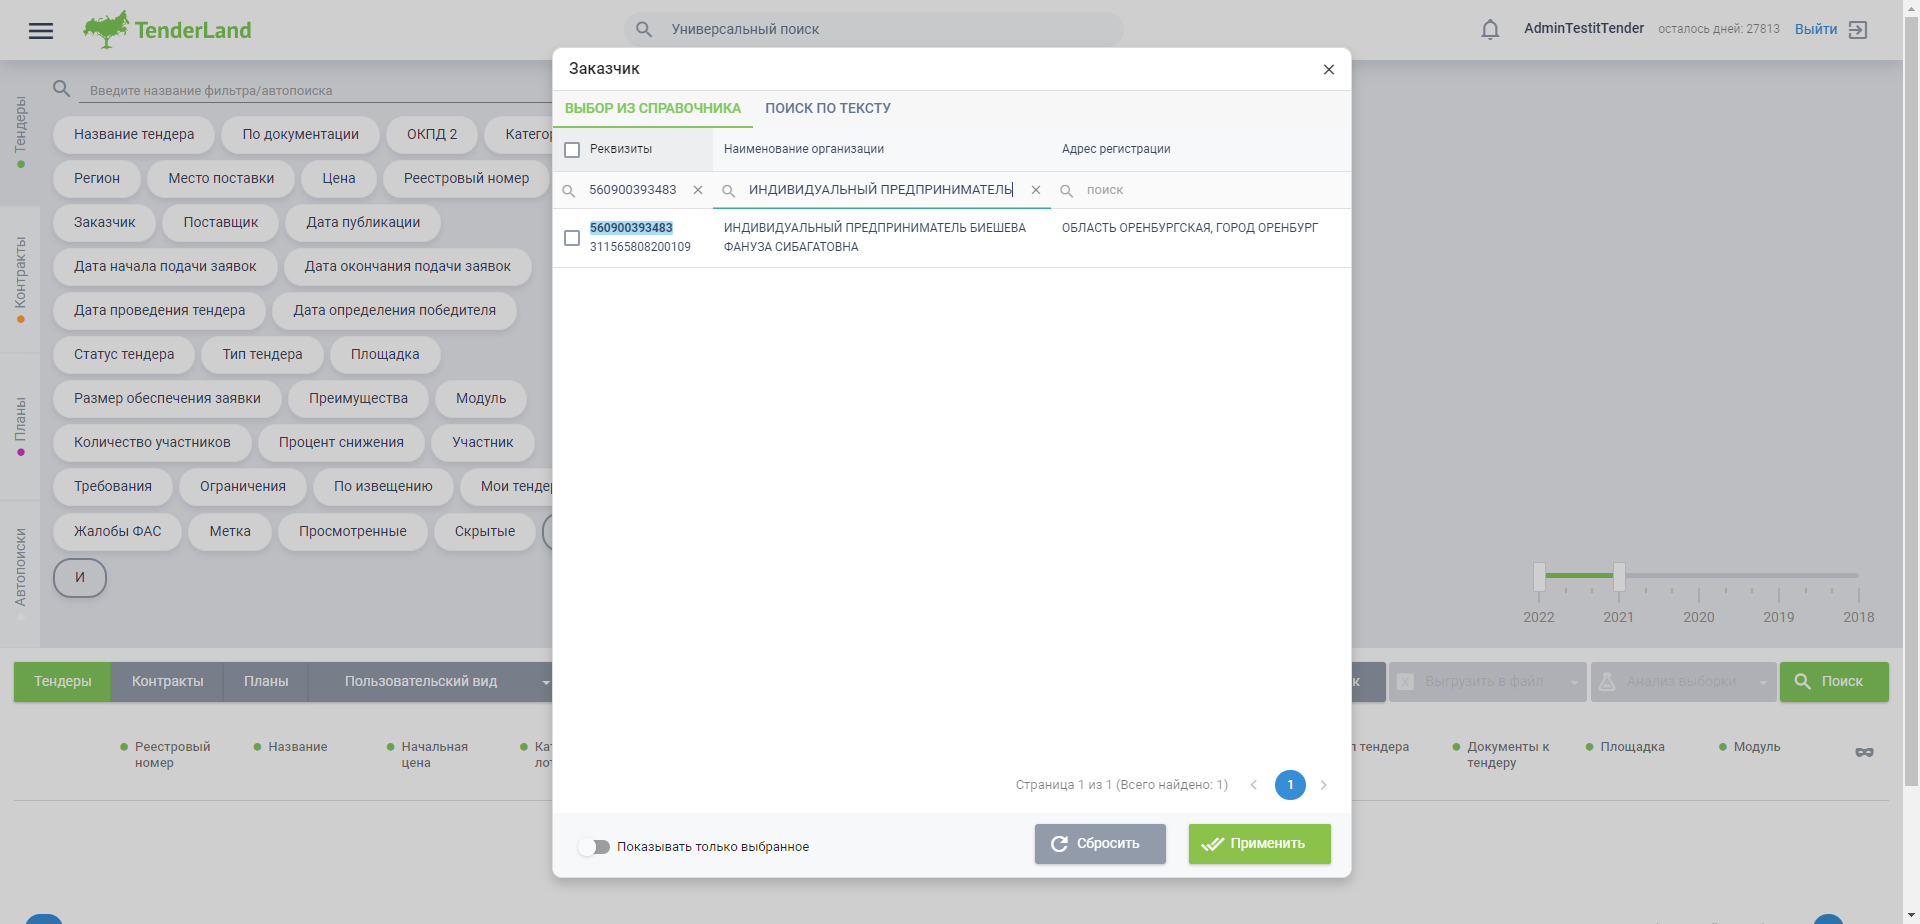 TenderLand
Универсальный поиск
AdminTestitTender
осталось дней: 27813
Выйти
Тендеры
Контракты
Планы
Автопоиски
Введите название фильтра/автопоиска
Название тендера
По документации
ОКПД 2
Регион
Место поставки
Цена
Реестровый номер
Заказчик
Поставщик
Дата публикации
Дата начала подачи заявок
Дата окончания подачи заявок
Дата проведения тендера
Дата определения победителя
Статус тендера
Тип тендера
Площадка
Размер обеспечения заявки
Преимущества
Модуль
Количество участников
Процент снижения
Участник
Требования
Ограничения
По извещению
Мои
Жалобы ФАС
Метка
Просмотренные
Скрытые
И
Заказчик
ВЫБОР ИЗ СПРАВОЧНИКА
ПОИСК ПО ТЕКСТУ
Реквизиты
Наименование организации
Адрес регистрации
560900393483
ИНДИВИДУАЛЬНЫЙ ПРЕДПРИНИМАТЕЛЬ
поиск
560900393483
311565808200109
ИНДИВИДУАЛЬНЫЙ ПРЕДПРИНИМАТЕЛЬ БИЕШЕВА
ФАНУЗА СИБАГАТОВНА
ОБЛАСТЬ ОРЕНБУРГСКАЯ, ГОРОД ОРЕНБУРГ
Страница 1 из 1 (Всего найдено: 1)
1
Показывать только выбранное
Сбросить
Применить
2022
2021
2020
2019
2018
Тендеры
Контракты
Планы
Пользовательский вид
Выгрузить в файл
Анализ выборки
Поиск
Реестровый
номер
Название
Начальная
цена
тендера
Документы к
тендеру
Площадка
Модуль